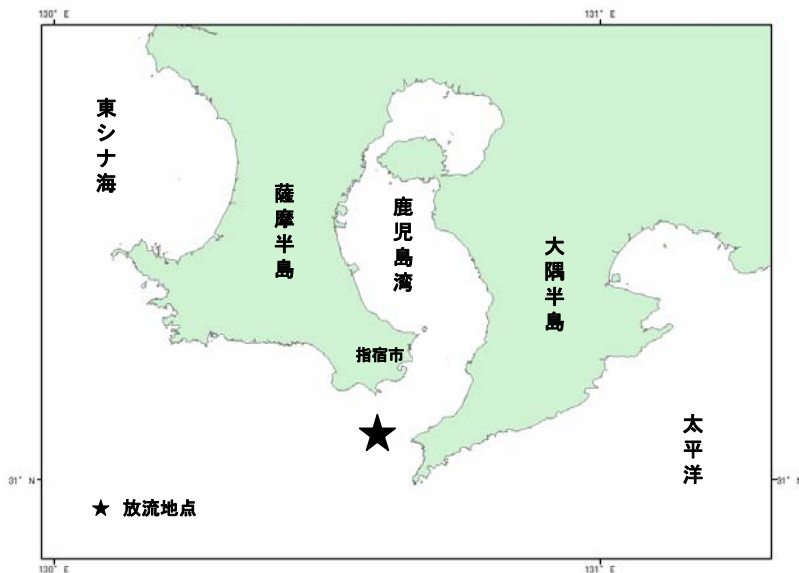 130° E
131° E
東シナ海
薩摩半島
鹿児島湾
大隅半島
指宿市
太平洋
31° N
31° N
★ 放流地点
130° E
131° E